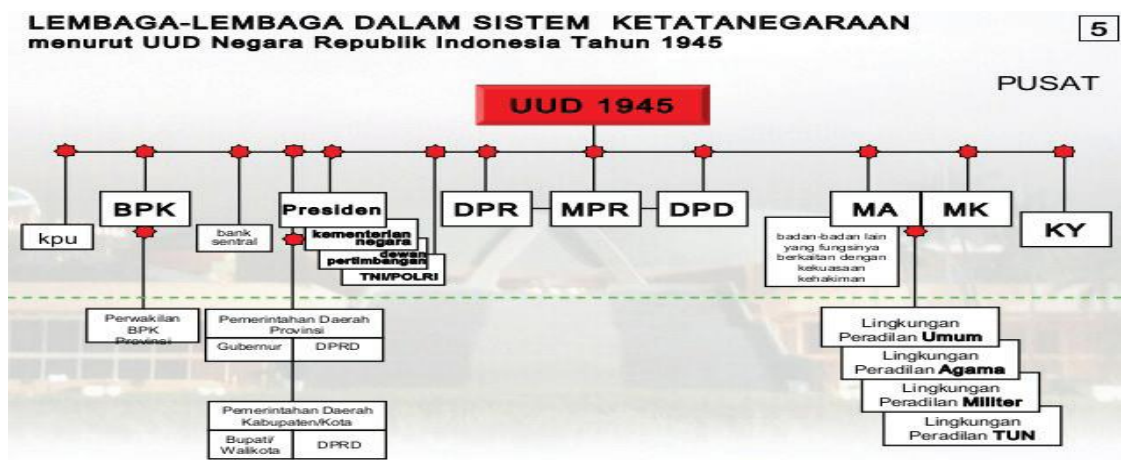 LEMBAGA-LEMBAGA DALAM SISTEM KETATANEGARAAN
menurut UUD Negara Republik Indonesia Tahun 1945
5
PUSAT
UUD 1945
kpu
BPK
bank
sentral
Presiden
kementerian
negara
dewan
pertimbangan
TNI/POLRI
DPR
MPR
DPD
MA
MK
KY
badan-badan lain
yang fungsinya
berkaitan dengan
kekuasaan
kehakiman
Perwakilan
BPK
Provinsi
Pemerintahan Daerah
Provinsi
Gubernur
DPRD
Pemerintahan Daerah
Kabupaten/Kota
Bupati/
Walikota
DPRD
Lingkungan
Peradilan Umum
Lingkungan
Peradilan Agama
Lingkungan
Peradilan Militer
Lingkungan
Peradilan TUN